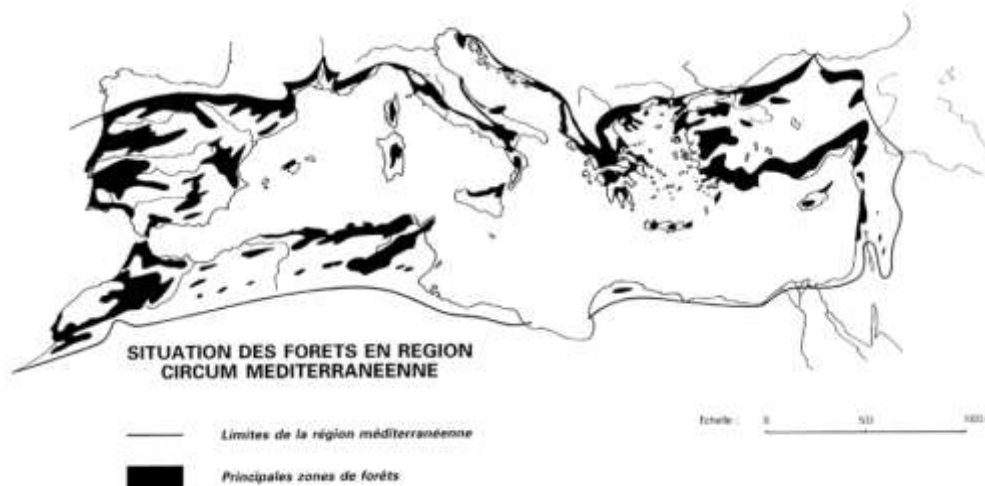 SITUATION DES FORETS EN REGION
CIRCUM MEDITERRANEENNE
Limites de la région méditerranéenne
Principales zones de forêts
Echelle : 0 500 1000